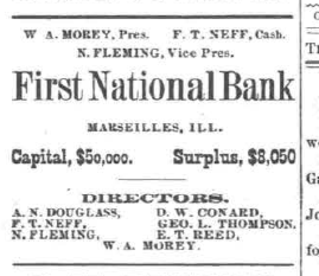 W A. MOREY, Pres. F. T. NEFF, Cash.
N. FLEMING, Vice Pres.
First National Bank
MARSEILLES, ILL.
Capital, $50,000. Surplus, $8,050
DIRECTORS.
A. N. DOUGLASS, D. W. CONARD,
F. T. NEFF, GEO. L. THOMPSON,
N. FLEMING, E. T. REED,
W. A. MOREY.